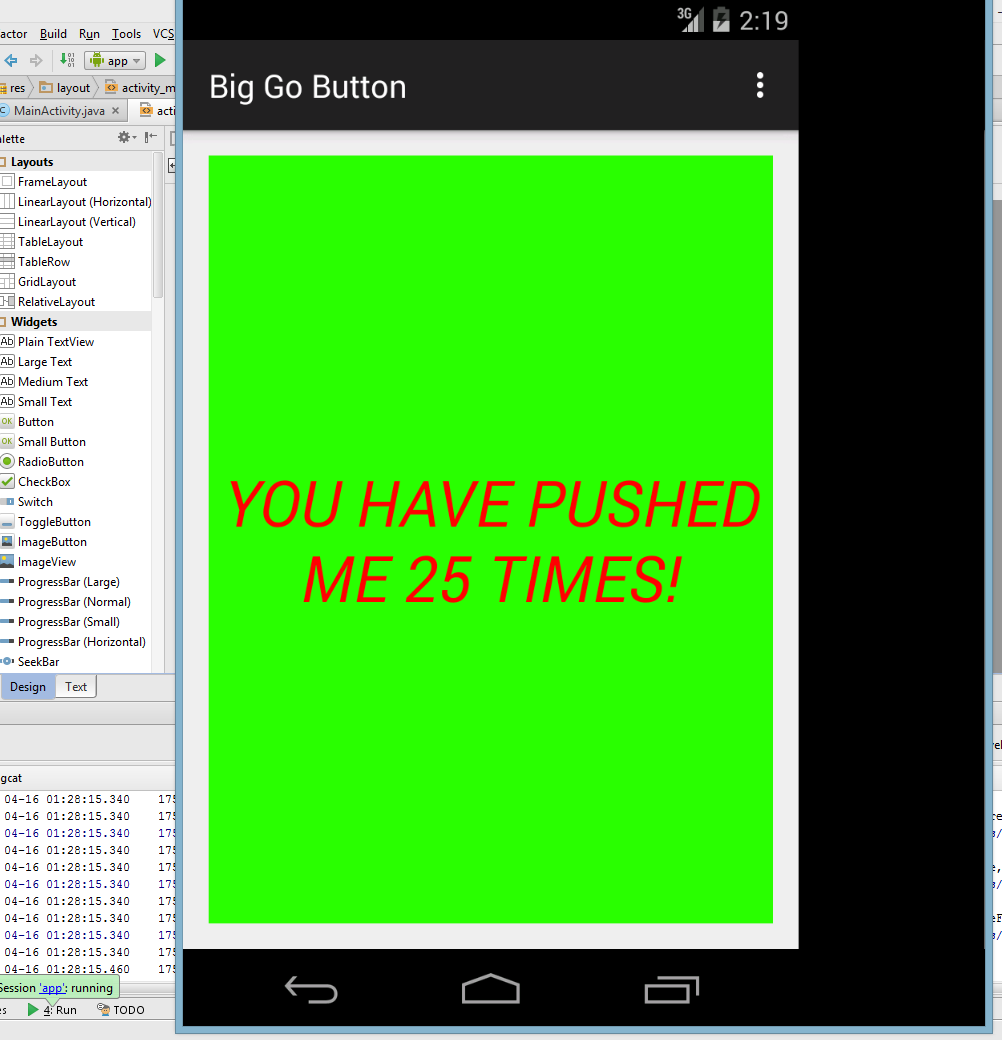 actor Build Run Tools VCS
app
res layout activity_m
MainActivity.java acti
lette
Layouts
FrameLayout
LinearLayout (Horizontal)
LinearLayout (Vertical)
TableLayout
TableRow
GridLayout
RelativeLayout
Widgets
Ab Plain TextView
Ab Large Text
Ab Medium Text
Ab Small Text
OK Button
OK Small Button
RadioButton
CheckBox
Switch
ToggleButton
ImageButton
ImageView
ProgressBar (Large)
ProgressBar (Normal)
ProgressBar (Small)
ProgressBar (Horizontal)
SeekBar
Design Text
gcat
04-16 01:28:15.340 175
04-16 01:28:15.340 175
04-16 01:28:15.340 175
04-16 01:28:15.340 175
04-16 01:28:15.340 175
04-16 01:28:15.340 175
04-16 01:28:15.340 175
04-16 01:28:15.340 175
04-16 01:28:15.340 175
04-16 01:28:15.340 175
04-16 01:28:15.460 175
Session 'app': running
es 4: Run TODO
3G 2:19
Big Go Button
YOU HAVE PUSHED
ME 25 TIMES!